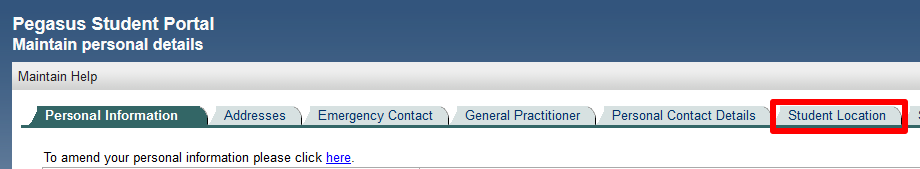 Pegasus Student Portal
Maintain personal details
Maintain Help
Personal Information Addresses Emergency Contact General Practitioner Personal Contact Details Student Location
To amend your personal information please click here.